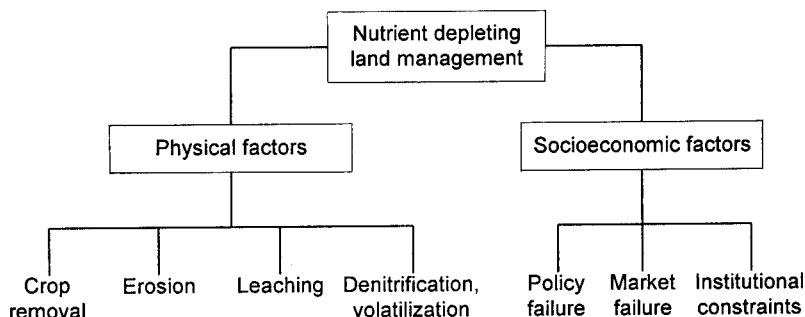 Nutrient depleting
land management
Physical factors
Socioeconomic factors
Crop
removal
Erosion
Leaching
Denitrification,
volatilization
Policy
failure
Market
failure
Institutional
constraints